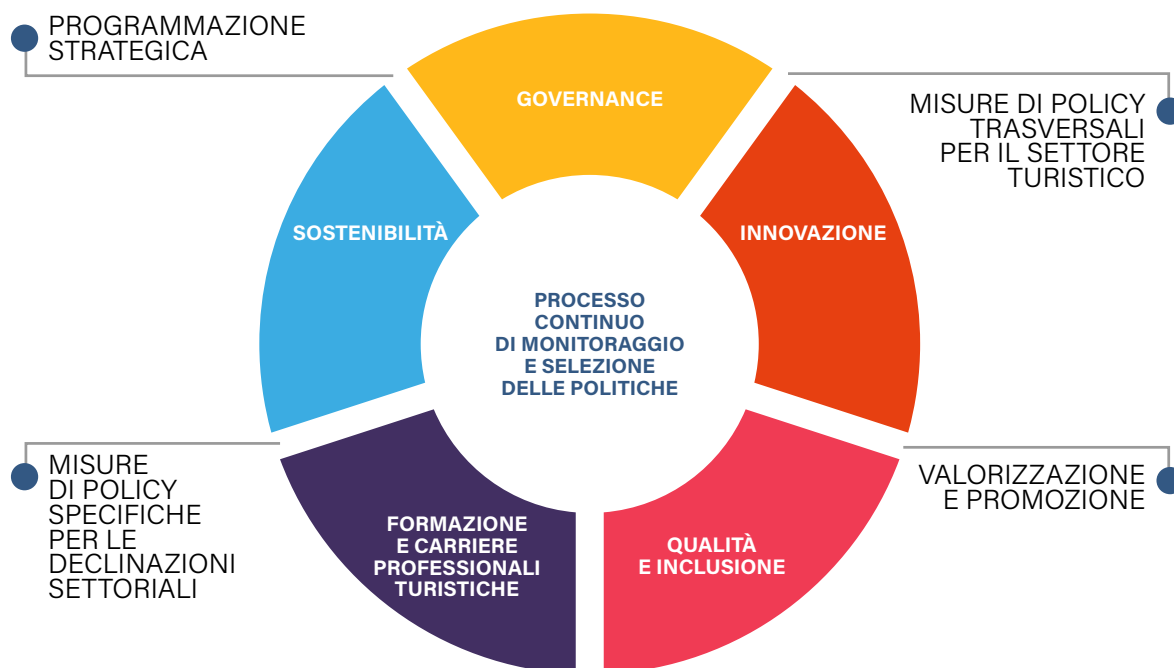 PROGRAMMAZIONE
STRATEGICA
GOVERNANCE
MISURE DI POLICY
TRASVERSALI
PER IL SETTORE
TURISTICO
SOSTENIBILITÀ
INNOVAZIONE
PROCESSO
CONTINUO
DI MONITORAGGIO
E SELEZIONE
DELLE POLITICHE
MISURE
DI POLICY
SPECIFICHE
PER LE
DECLINAZIONI
SETTORIALI
VALORIZZAZIONE
E PROMOZIONE
FORMAZIONE
E CARRIERE
PROFESSIONALI
TURISTICHE
QUALITÀ
E INCLUSIONE